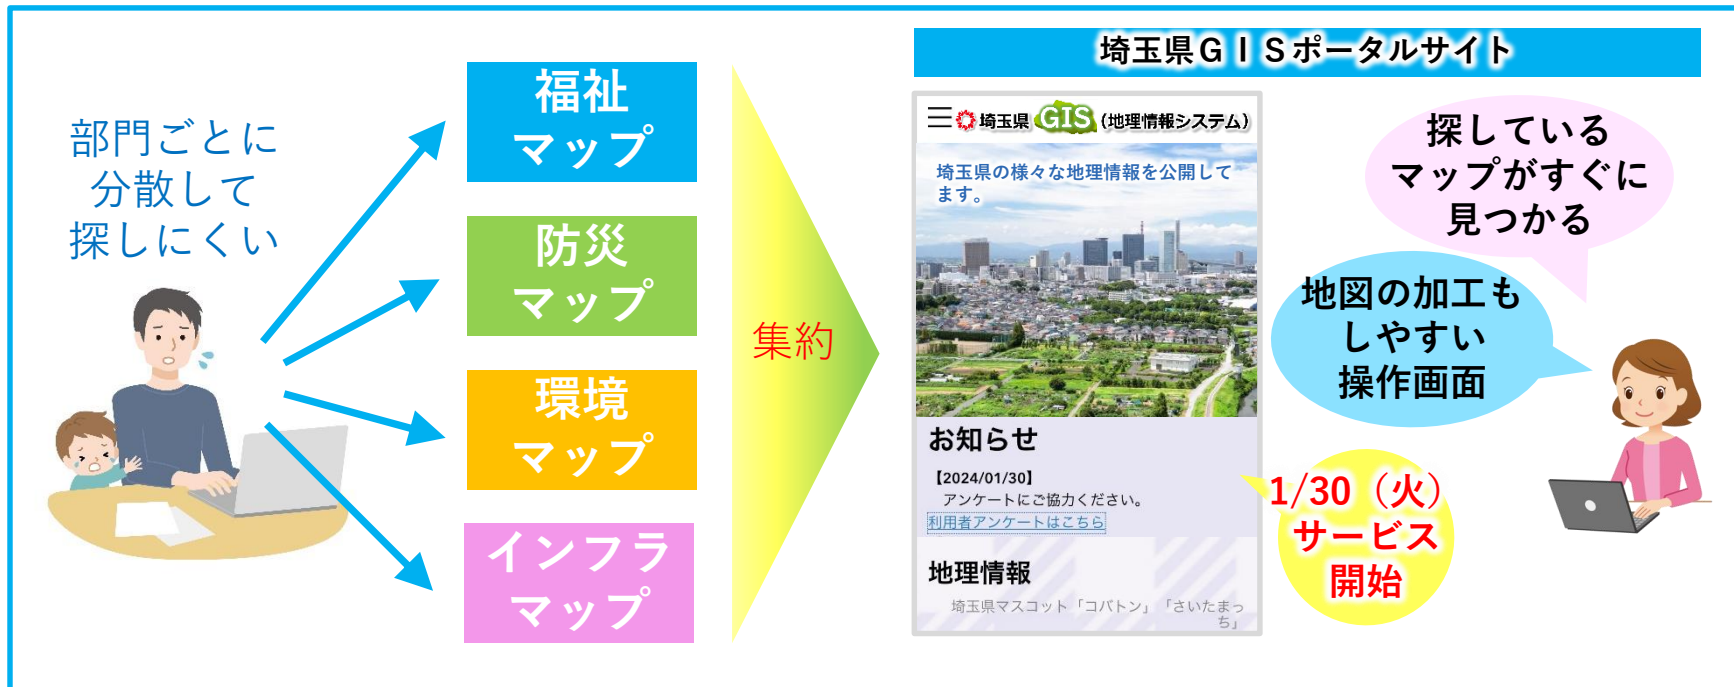 部門ごとに
分散して
探しにくい
福祉
マップ
防災
マップ
環境
マップ
インフラ
マップ
集約
埼玉県ＧＩＳポータルサイト
埼玉県 GIS (地理情報システム)
埼玉県の様々な地理情報を公開して
ます。
お知らせ
【2024/01/30】
アンケートにご協力ください。
利用者アンケートはこちら
地理情報
埼玉県マスコット「コバトン」「さいたまっ
ち」
探している
マップがすぐに
見つかる
地図の加工も
しやすい
操作画面
1/30（火）
サービス
開始